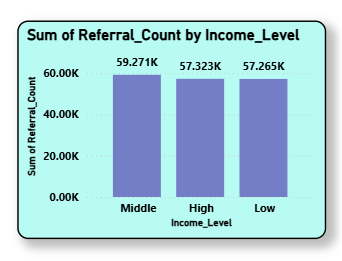 Sum of Referral_Count by Income_Level
Sum of Referral_Count
60.00K
40.00K
20.00K
0.00K
59.271K
57.323K
57.265K
Middle
High
Low
Income_Level